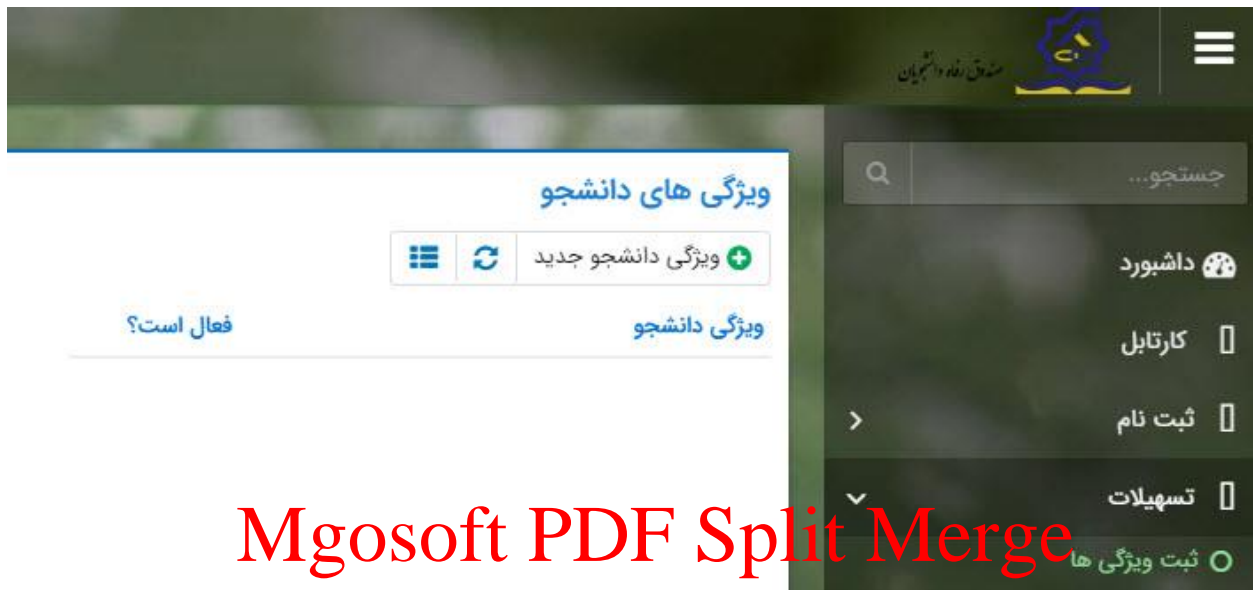 صندوق رفاه دانشجویان
جستجو...
داشبورد
کارتابل
ثبت نام
تسهیلات
ثبت ویژگی ها
ویژگی های دانشجو
ویژگی دانشجو جدید
ویژگی دانشجو
فعال است؟
Mgosoft PDF Split Merge